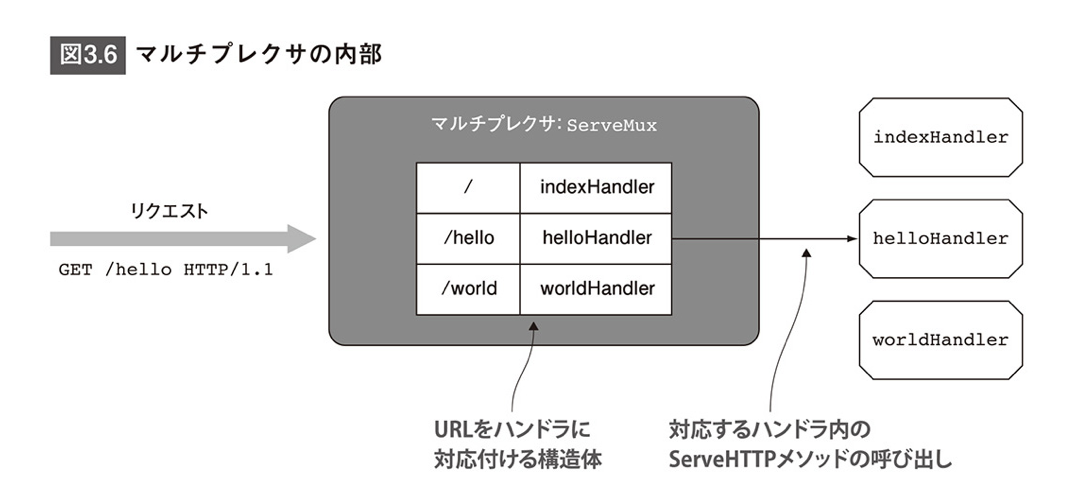 図3.6 マルチプレクサの内部
マルチプレクサ: ServeMux
リクエスト
GET /hello HTTP/1.1
/ indexHandler
/hello helloHandler
/world worldHandler
indexHandler
helloHandler
worldHandler
URLをハンドラに
対応付ける構造体
対応するハンドラ内の
ServeHTTPメソッドの呼び出し